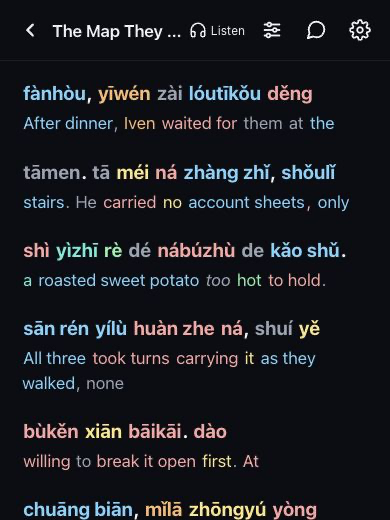 The Map They ... Listen
fànhòu, yīwén zài lóutīkǒu děng
After dinner, Iven waited for them at the
tāmen. tā méi ná zhàng zhǐ, shǒulǐ
stairs. He carried no account sheets, only
shì yìzhī rè dé nábúzhù de kǎo shǔ.
a roasted sweet potato too hot to hold.
sān rén yílù huàn zhe ná, shuí yě
All three took turns carrying it as they
walked, none
bùkěn xiān bāikāi. dào
willing to break it open first. At
chuāng biān, mǐlā zhōngyú yòng